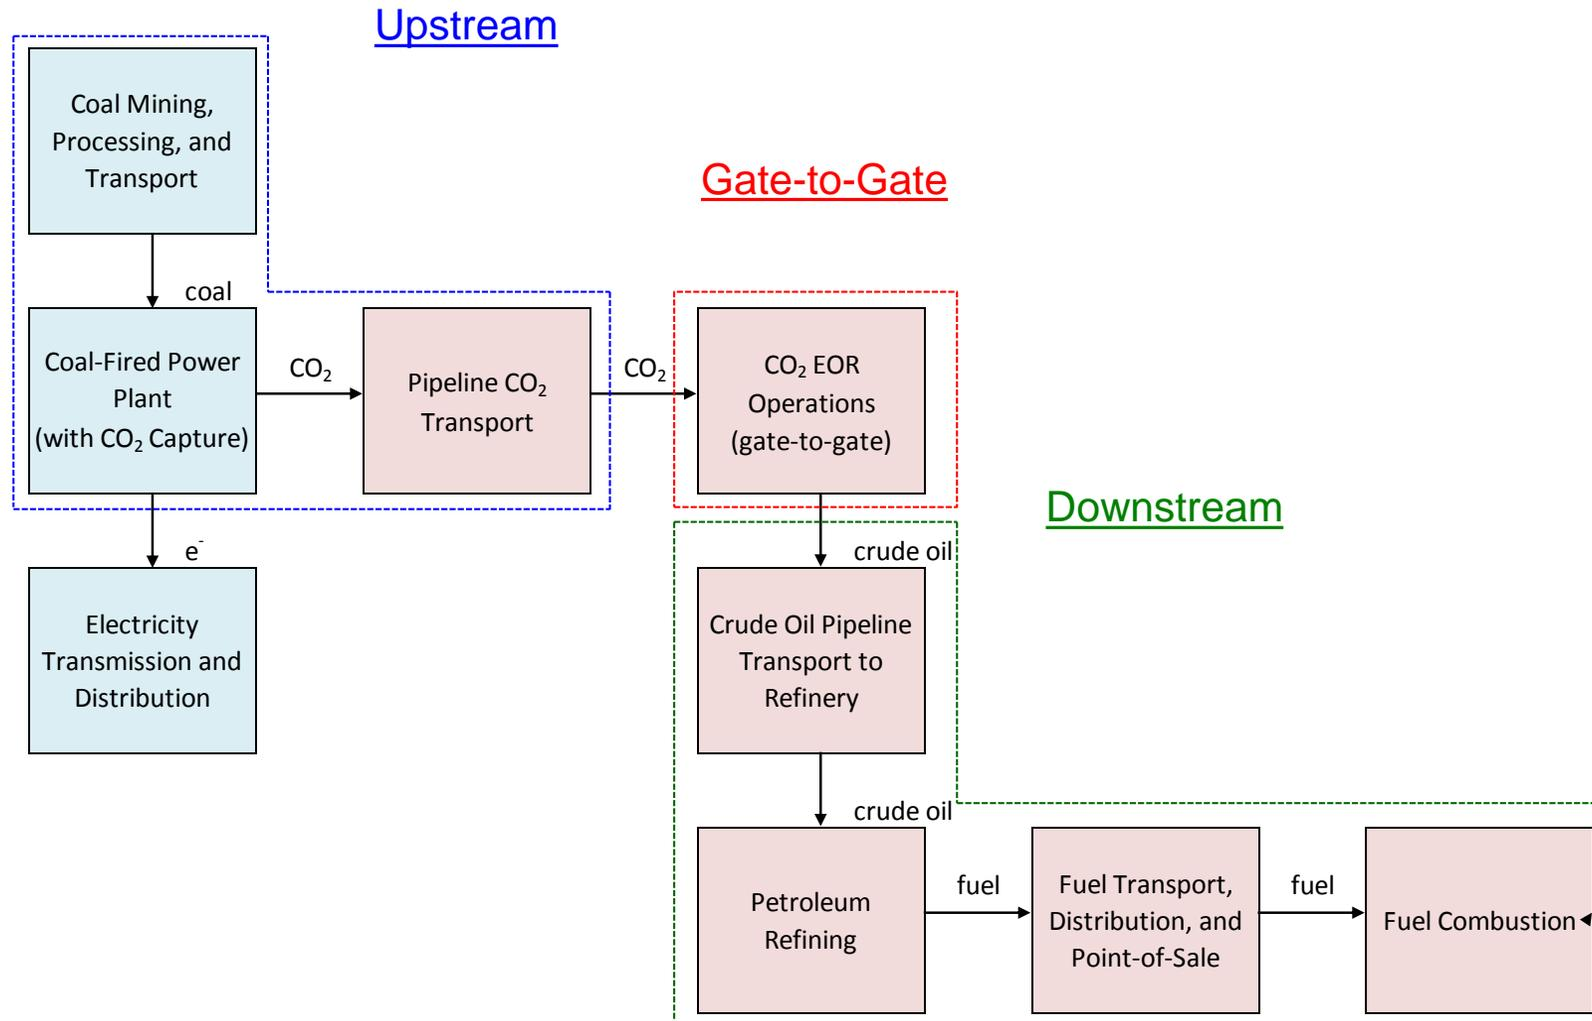 Upstream
Coal Mining,
Processing, and
Transport
Gate-to-Gate
coal
Coal-Fired Power
Plant
(with CO₂ Capture)
CO₂
Pipeline CO₂
Transport
CO₂
CO₂ EOR
Operations
(gate-to-gate)
Downstream
e⁻
crude oil
Electricity
Transmission and
Distribution
Crude Oil Pipeline
Transport to
Refinery
crude oil
Petroleum
Refining
fuel
Fuel Transport,
Distribution, and
Point-of-Sale
fuel
Fuel Combustion